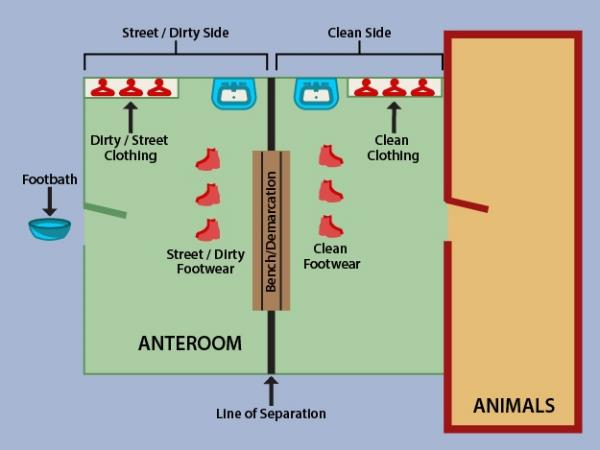 Street / Dirty Side
Clean Side
Dirty / Street
Clothing
Clean
Clothing
Footbath
Bench/Demarcation
Street / Dirty
Footwear
Clean
Footwear
ANTEROOM
Line of Separation
ANIMALS